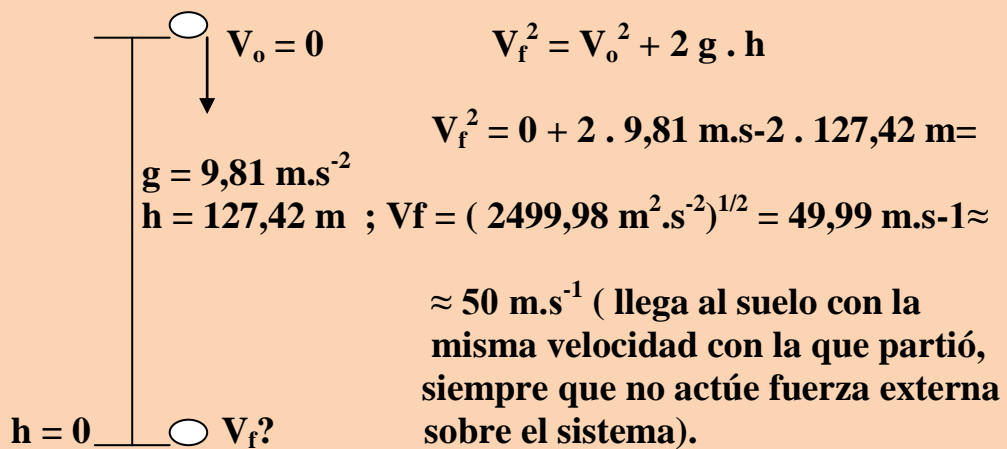 Vₒ = 0 V_f² = Vₒ² + 2 g . h
V_f² = 0 + 2 . 9,81 m.s-2 . 127,42 m=
g = 9,81 m.s⁻²
h = 127,42 m ; Vf = ( 2499,98 m².s⁻²)¹/² = 49,99 m.s-1≈
≈ 50 m.s⁻¹ ( llega al suelo con la
misma velocidad con la que partió,
siempre que no actúe fuerza externa
h = 0 V_f? sobre el sistema).